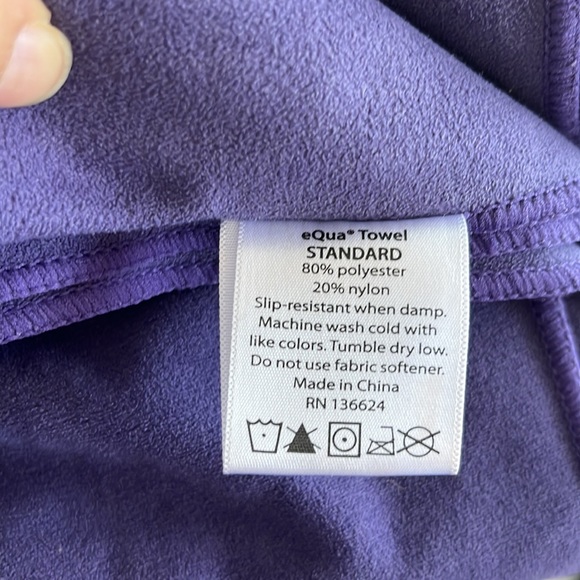 eQua® Towel
STANDARD
80% polyester
20% nylon
Slip-resistant when damp.
Machine wash cold with
like colors. Tumble dry low.
Do not use fabric softener.
Made in China
RN 136624